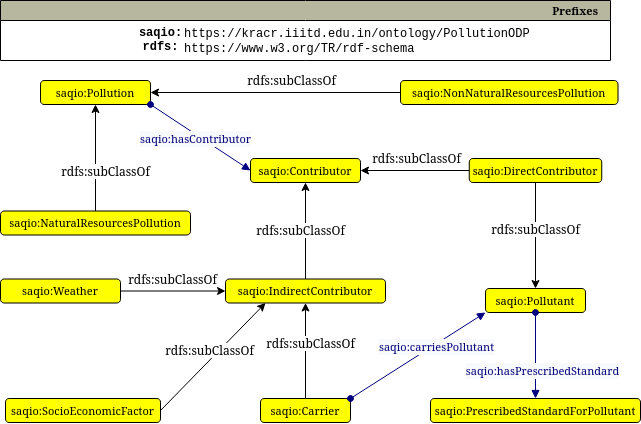 Prefixes
saqio: https://kracr.iiitd.edu.in/ontology/PollutionODP
rdfs: https://www.w3.org/TR/rdf-schema
rdfs:subClassOf
saqio:Pollution
saqio:NonNaturalResourcesPollution
saqio:hasContributor
rdfs:subClassOf
rdfs:subClassOf
saqio:Contributor
saqio:DirectContributor
saqio:NaturalResourcesPollution
rdfs:subClassOf
rdfs:subClassOf
rdfs:subClassOf
saqio:Weather
saqio:IndirectContributor
saqio:Pollutant
rdfs:subClassOf
rdfs:subClassOf
saqio:carriesPollutant
saqio:hasPrescribedStandard
saqio:SocioEconomicFactor
saqio:Carrier
saqio:PrescribedStandardForPollutant